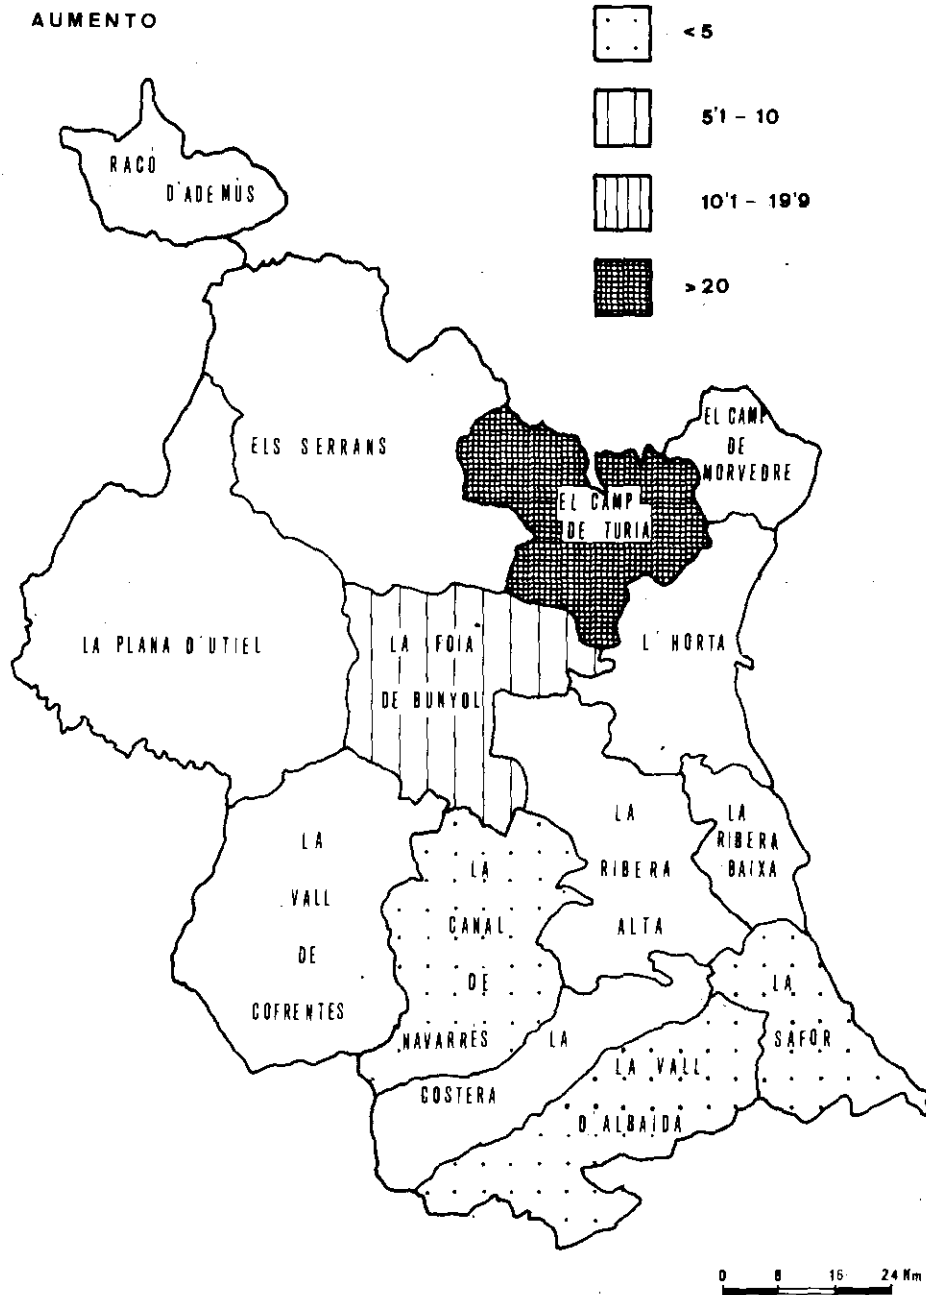 AUMENTO
< 5
5'1 - 10
10'1 - 19'9
> 20
RACÓ
D'ADEMÚS
ELS SERRANS
EL CAMP
DE
MORVEDRE
EL CAMP
DE TURIA
LA PLANA D'UTIEL
LA FOIA
DE BUNYOL
L'HORTA
LA
VALL
DE
COFRENTES
LA
CANAL
DE
NAVARRÉS
LA
RIBERA
ALTA
LA
RIBERA
BAIXA
LA
COSTERA
LA VALL
D'ALBAIDA
LA
SAFOR
0 8 16 24 Km